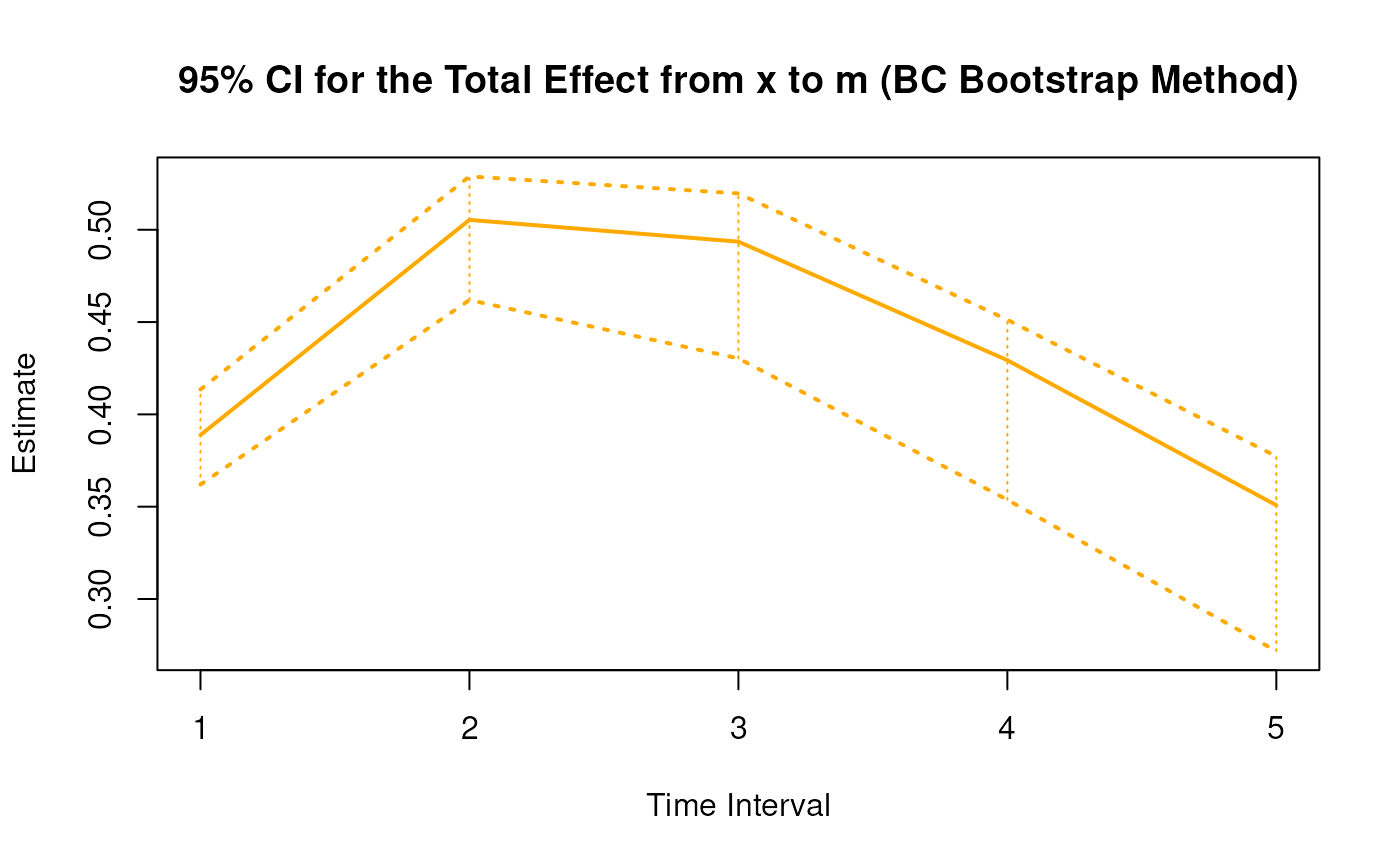 95% CI for the Total Effect from x to m (BC Bootstrap Method)
Estimate
0.50
0.45
0.40
0.35
0.30
1 2 3 4 5
Time Interval